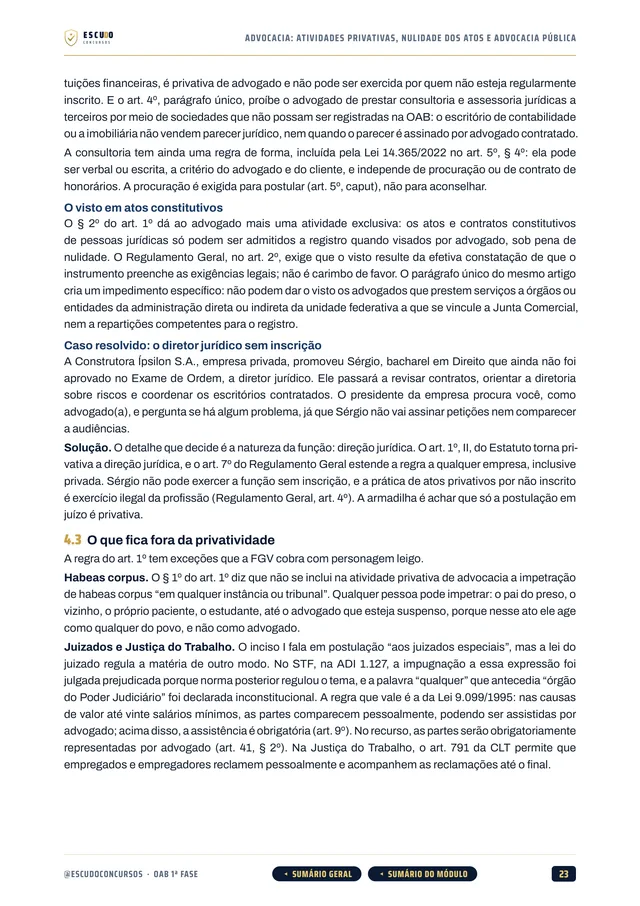 ESCUDO
CONCURSOS
ADVOCACIA: ATIVIDADES PRIVATIVAS, NULIDADE DOS ATOS E ADVOCACIA PÚBLICA
tuições financeiras, é privativa de advogado e não pode ser exercida por quem não esteja regularmente
inscrito. E o art. 4º, parágrafo único, proíbe o advogado de prestar consultoria e assessoria jurídicas a
terceiros por meio de sociedades que não possam ser registradas na OAB: o escritório de contabilidade
ou a imobiliária não vendem parecer jurídico, nem quando o parecer é assinado por advogado contratado.
A consultoria tem ainda uma regra de forma, incluída pela Lei 14.365/2022 no art. 5º, § 4º: ela pode
ser verbal ou escrita, a critério do advogado e do cliente, e independe de procuração ou de contrato de
honorários. A procuração é exigida para postular (art. 5º, caput), não para aconselhar.
O visto em atos constitutivos
O § 2º do art. 1º dá ao advogado mais uma atividade exclusiva: os atos e contratos constitutivos
de pessoas jurídicas só podem ser admitidos a registro quando visados por advogado, sob pena de
nulidade. O Regulamento Geral, no art. 2º, exige que o visto resulte da efetiva constatação de que o
instrumento preenche as exigências legais; não é carimbo de favor. O parágrafo único do mesmo artigo
cria um impedimento específico: não podem dar o visto os advogados que prestem serviços a órgãos ou
entidades da administração direta ou indireta da unidade federativa a que se vincule a Junta Comercial,
nem a repartições competentes para o registro.
Caso resolvido: o diretor jurídico sem inscrição
A Construtora Ípsilon S.A., empresa privada, promoveu Sérgio, bacharel em Direito que ainda não foi
aprovado no Exame de Ordem, a diretor jurídico. Ele passará a revisar contratos, orientar a diretoria
sobre riscos e coordenar os escritórios contratados. O presidente da empresa procura você, como
advogado(a), e pergunta se há algum problema, já que Sérgio não vai assinar petições nem comparecer
a audiências.
Solução. O detalhe que decide é a natureza da função: direção jurídica. O art. 1º, II, do Estatuto torna pri-
vativa a direção jurídica, e o art. 7º do Regulamento Geral estende a regra a qualquer empresa, inclusive
privada. Sérgio não pode exercer a função sem inscrição, e a prática de atos privativos por não inscrito
é exercício ilegal da profissão (Regulamento Geral, art. 4º). A armadilha é achar que só a postulação em
juízo é privativa.
4.3 O que fica fora da privatividade
A regra do art. 1º tem exceções que a FGV cobra com personagem leigo.
Habeas corpus. O § 1º do art. 1º diz que não se inclui na atividade privativa de advocacia a impetração
de habeas corpus “em qualquer instância ou tribunal”. Qualquer pessoa pode impetrar: o pai do preso, o
vizinho, o próprio paciente, o estudante, até o advogado que esteja suspenso, porque nesse ato ele age
como qualquer do povo, e não como advogado.
Juizados e Justiça do Trabalho. O inciso I fala em postulação “aos juizados especiais”, mas a lei do
juizado regula a matéria de outro modo. No STF, na ADI 1.127, a impugnação a essa expressão foi
julgada prejudicada porque norma posterior regulou o tema, e a palavra “qualquer” que antecedia “órgão
do Poder Judiciário” foi declarada inconstitucional. A regra que vale é a da Lei 9.099/1995: nas causas
de valor até vinte salários mínimos, as partes comparecem pessoalmente, podendo ser assistidas por
advogado; acima disso, a assistência é obrigatória (art. 9º). No recurso, as partes serão obrigatoriamente
representadas por advogado (art. 41, § 2º). Na Justiça do Trabalho, o art. 791 da CLT permite que
empregados e empregadores reclamem pessoalmente e acompanhem as reclamações até o final.
@ESCUDOCONCURSOS · OAB 1ª FASE
SUMÁRIO GERAL
SUMÁRIO DO MÓDULO
23